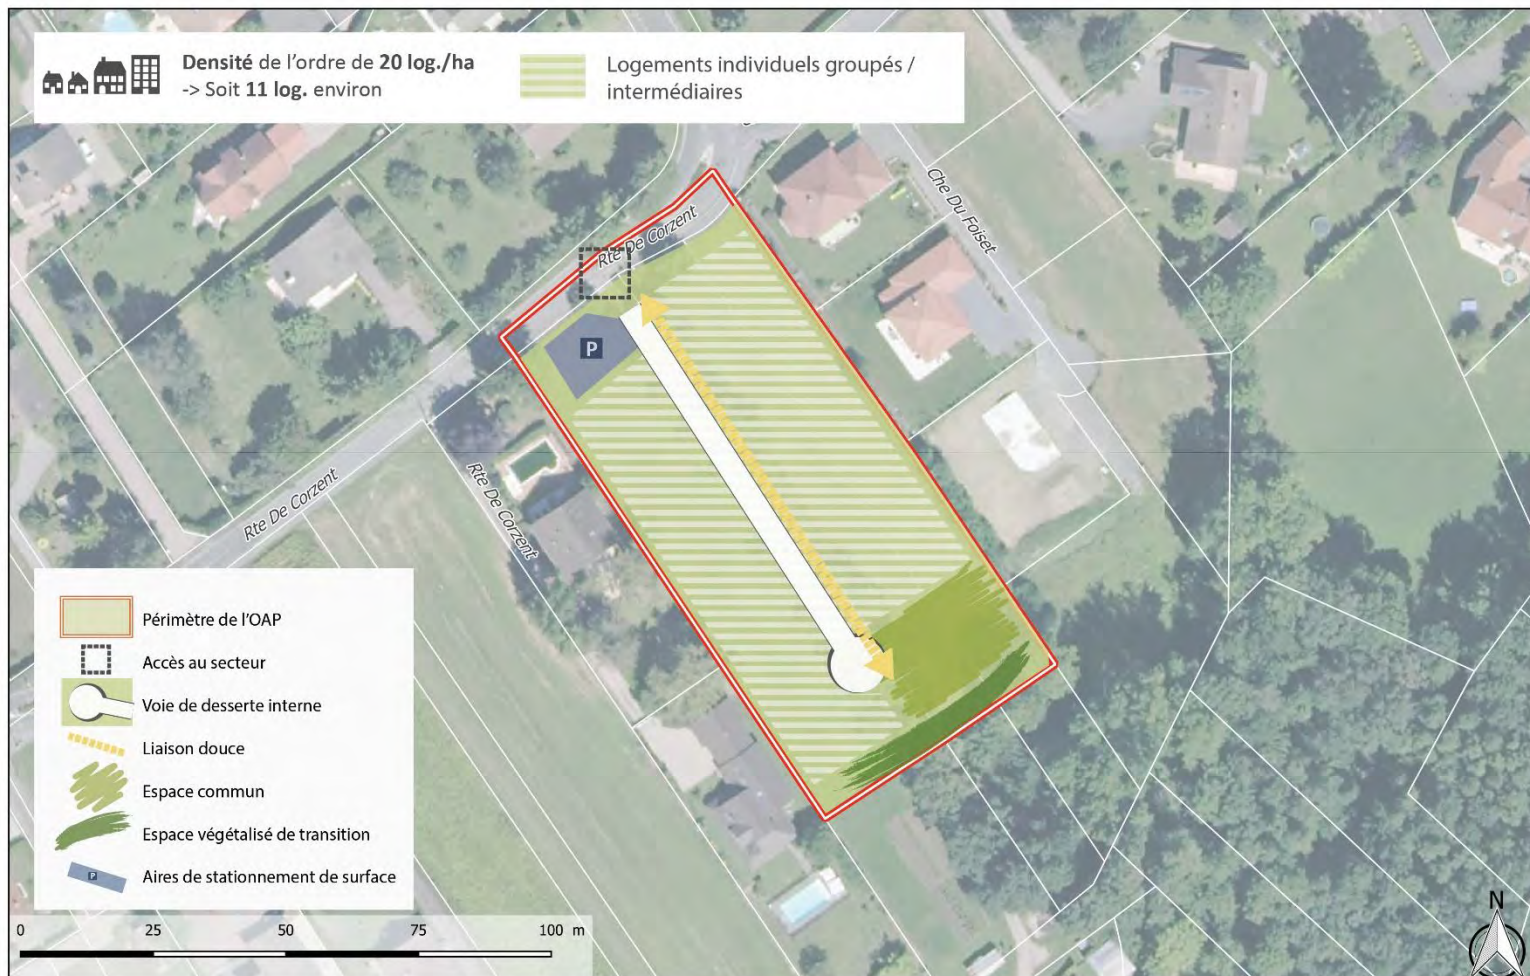 Densité de l'ordre de 20 log./ha
-> Soit 11 log. environ
Logements individuels groupés /
intermédiaires
Che Du Foiset
Rte De Corzent
P
Rte De Corzent
Rte De Corzent
Périmètre de l'OAP
Accès au secteur
Voie de desserte interne
Liaison douce
Espace commun
Espace végétalisé de transition
P
Aires de stationnement de surface
0 25 50 75 100 m
N